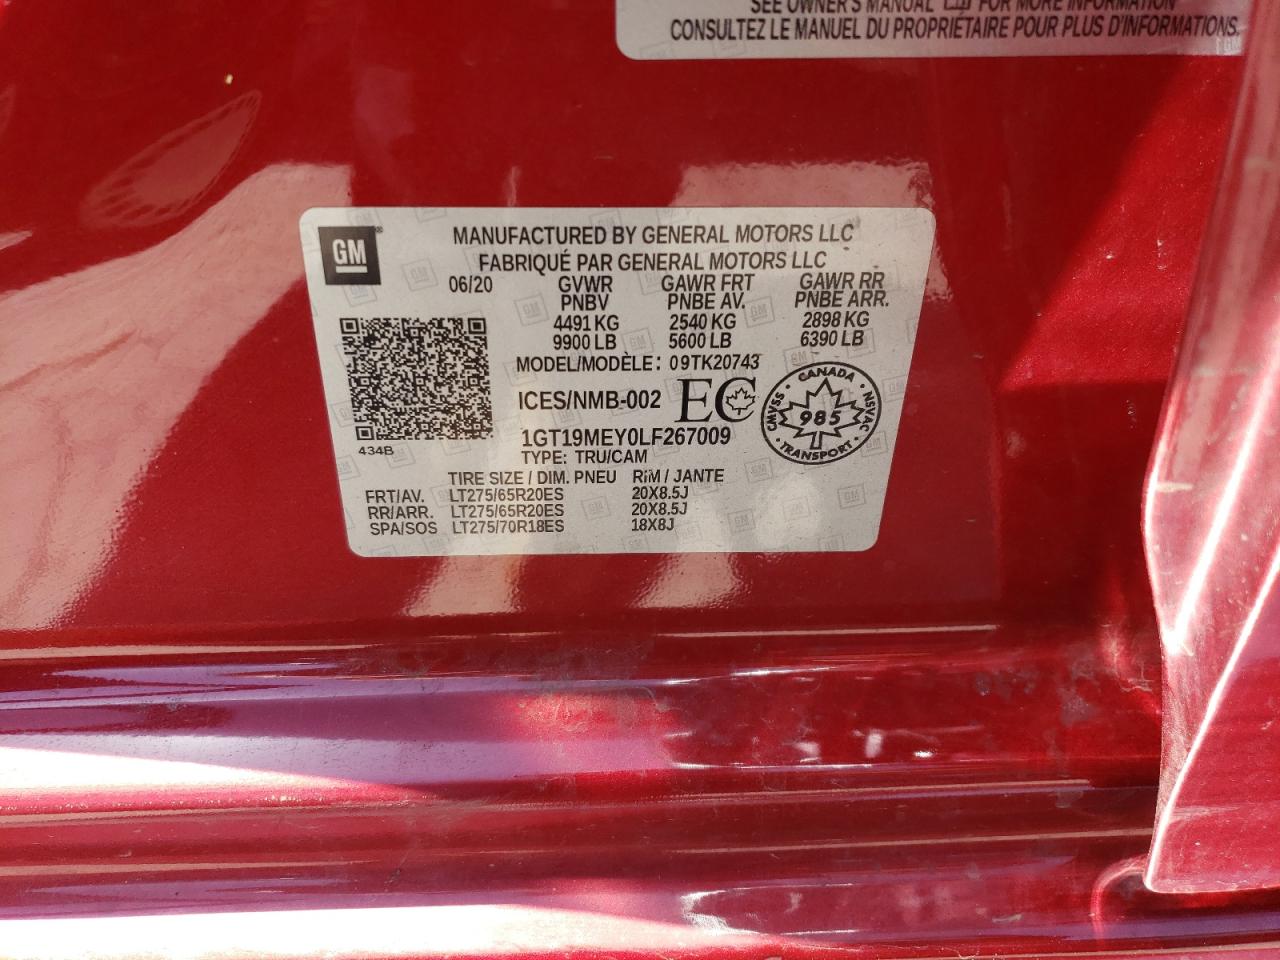 SEE OWNER'S MANUAL FOR MORE INFORMATION
CONSULTEZ LE MANUEL DU PROPRIÉTAIRE POUR PLUS D'INFORMATIONS.
GM®
MANUFACTURED BY GENERAL MOTORS LLC
FABRIQUÉ PAR GENERAL MOTORS LLC
06/20 GVWR GAWR FRT GAWR RR
PNBV PNBE AV. PNBE ARR.
4491 KG 2540 KG 2898 KG
9900 LB 5600 LB 6390 LB
MODEL/MODÈLE: 09TK20743
ICES/NMB-002 EC
CANADA
CMVSS 985 NSVAC
TRANSPORT
1GT19MEY0LF267009
434B
TYPE: TRU/CAM
TIRE SIZE / DIM. PNEU RIM / JANTE
FRT/AV. LT275/65R20ES 20X8.5J
RR/ARR. LT275/65R20ES 20X8.5J
SPA/SOS LT275/70R18ES 18X8J